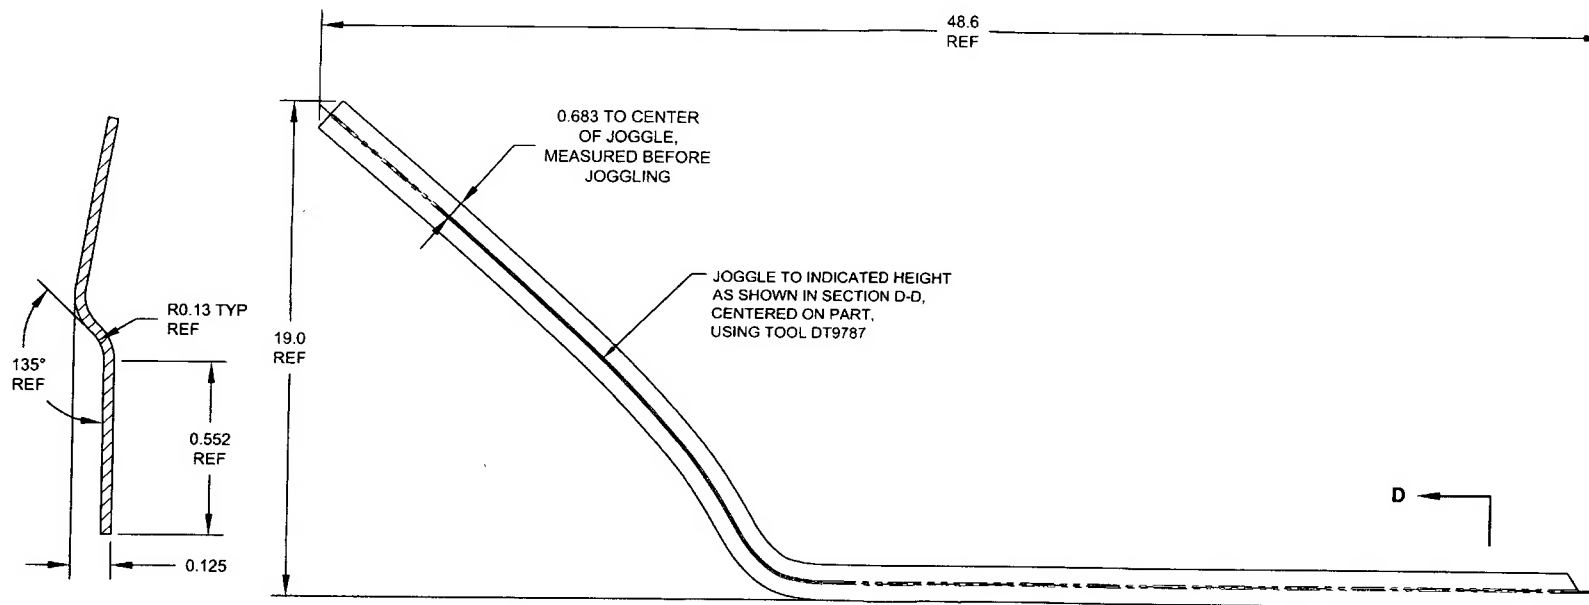 48.6
REF
0.683 TO CENTER
OF JOGGLE,
MEASURED BEFORE
JOGGLING
JOGGLE TO INDICATED HEIGHT
AS SHOWN IN SECTION D-D,
CENTERED ON PART,
USING TOOL DT9787
R0.13 TYP
REF
19.0
REF
135°
REF
0.552
REF
D
0.125